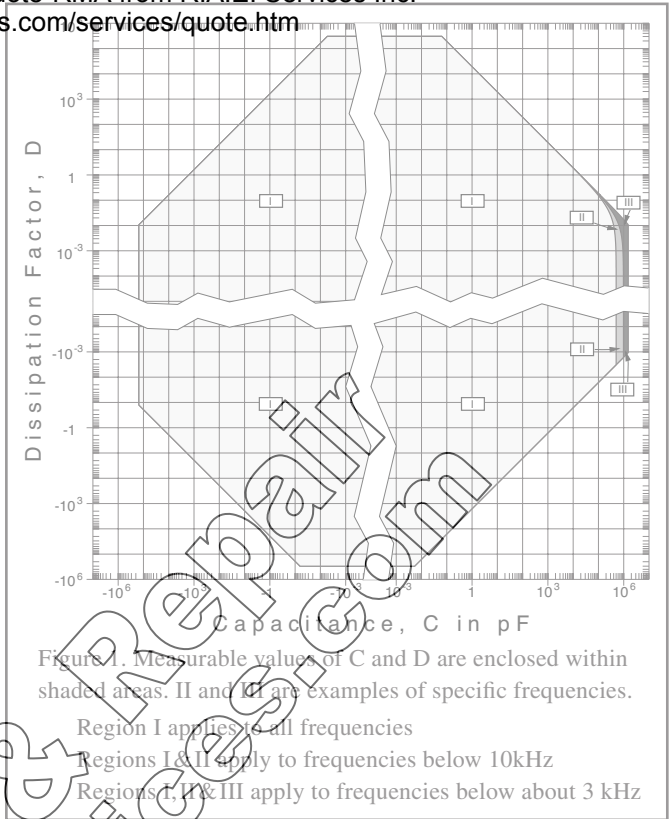 s.com/services/quote.htm
10³
1
10⁻³
-10⁻³
-1
-10³
-10⁶
Dissipation Factor, D
I
I
II
III
II
III
I
I
-10⁶
-10³
-1
-10⁻³
10⁻³
1
10³
10⁶
Capacitance, C in pF
Figure 1. Measurable values of C and D are enclosed within
shaded areas. II and III are examples of specific frequencies.
Region I applies to all frequencies
Regions I & II apply to frequencies below 10kHz
Regions I, II & III apply to frequencies below about 3 kHz
& Repair
ices.com